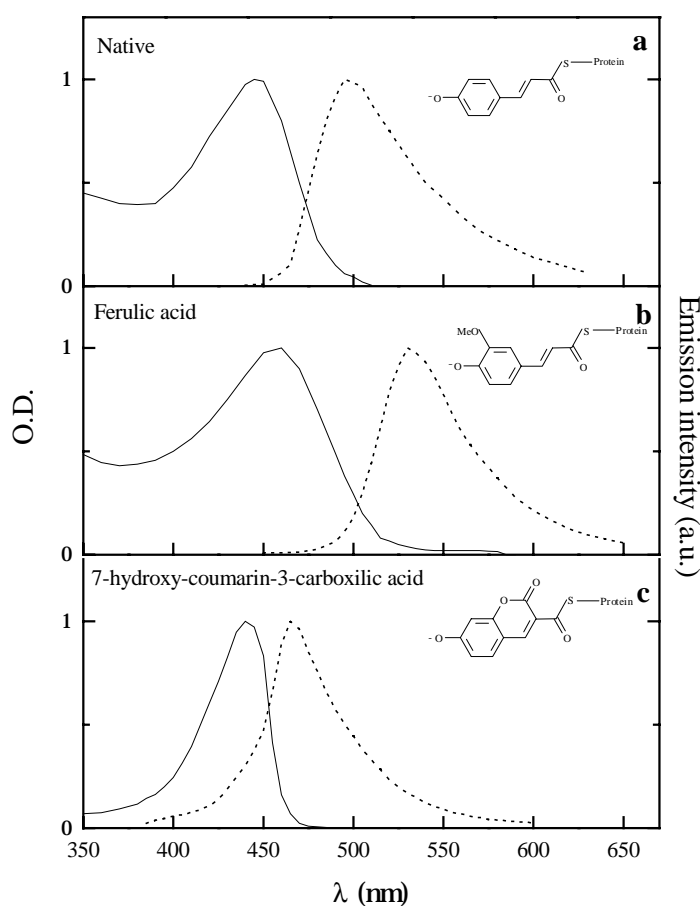 Native
a
S
Protein
⁻O
O
1
0
Ferulic acid
b
MeO
S
Protein
⁻O
O
1
0
7-hydroxy-coumarin-3-carboxilic acid
c
O
O
S
Protein
⁻O
O
1
0
350 400 450 500 550 600 650
λ (nm)
O.D.
Emission intensity (a.u.)